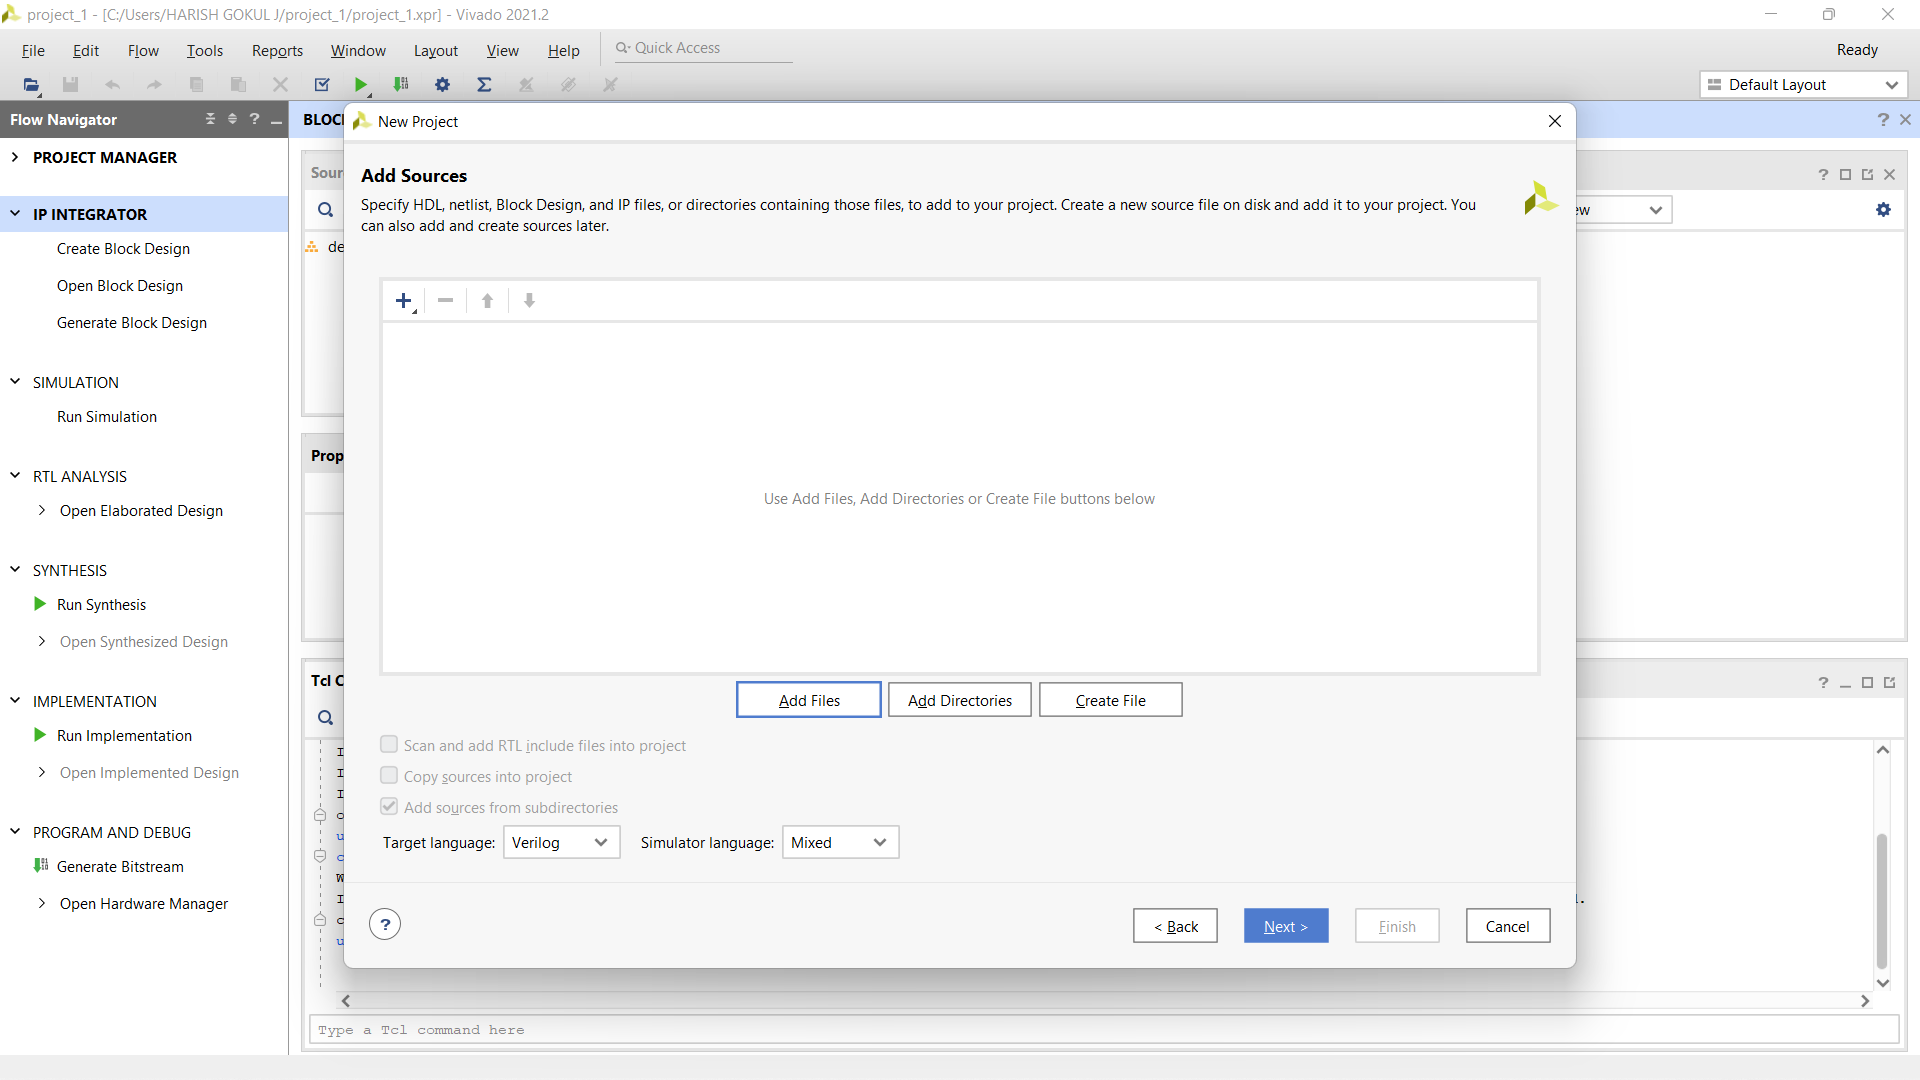 project_1 - [C:/Users/HARISH GOKUL J/project_1/project_1.xpr] - Vivado 2021.2
File Edit Flow Tools Reports Window Layout View Help Quick Access Ready
Default Layout
Flow Navigator
PROJECT MANAGER
IP INTEGRATOR
Create Block Design
Open Block Design
Generate Block Design
SIMULATION
Run Simulation
RTL ANALYSIS
Open Elaborated Design
SYNTHESIS
Run Synthesis
Open Synthesized Design
IMPLEMENTATION
Run Implementation
Open Implemented Design
PROGRAM AND DEBUG
Generate Bitstream
Open Hardware Manager
New Project
Add Sources
Specify HDL, netlist, Block Design, and IP files, or directories containing those files, to add to your project. Create a new source file on disk and add it to your project. You
can also add and create sources later.
Use Add Files, Add Directories or Create File buttons below
Add Files Add Directories Create File
Scan and add RTL include files into project
Copy sources into project
Add sources from subdirectories
Target language: Verilog Simulator language: Mixed
? < Back Next > Finish Cancel
Type a Tcl command here